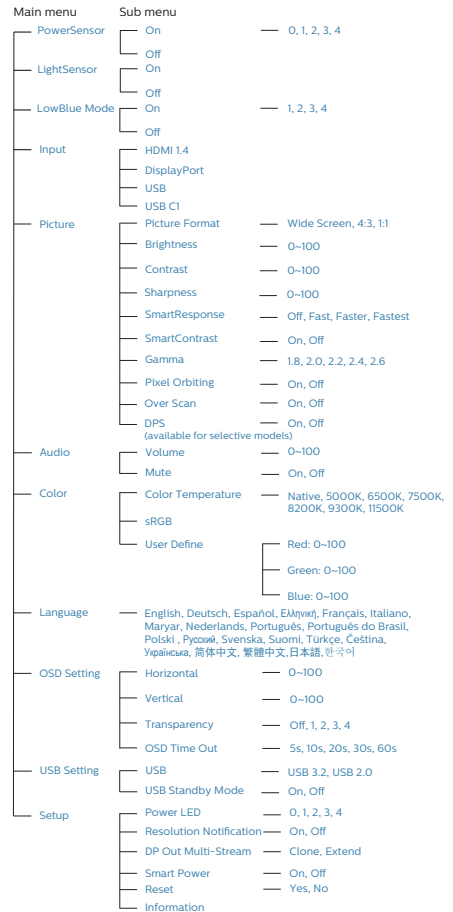 Main menu Sub menu
PowerSensor On 0, 1, 2, 3, 4
Off
LightSensor On
Off
LowBlue Mode On 1, 2, 3, 4
Off
Input HDMI 1.4
DisplayPort
USB
USB C1
Picture Picture Format Wide Screen, 4:3, 1:1
Brightness 0~100
Contrast 0~100
Sharpness 0~100
SmartResponse Off, Fast, Faster, Fastest
SmartContrast On, Off
Gamma 1.8, 2.0, 2.2, 2.4, 2.6
Pixel Orbiting On, Off
Over Scan On, Off
DPS On, Off
(available for selective models)
Audio Volume 0~100
Mute On, Off
Color Color Temperature Native, 5000K, 6500K, 7500K,
8200K, 9300K, 11500K
sRGB
User Define Red: 0~100
Green: 0~100
Blue: 0~100
Language English, Deutsch, Español, Ελληνική, Français, Italiano,
Maryar, Nederlands, Português, Português do Brasil,
Polski , Русский, Svenska, Suomi, Türkçe, Čeština,
Українська, 简体中文, 繁體中文,日本語,한국어
OSD Setting Horizontal 0~100
Vertical 0~100
Transparency Off, 1, 2, 3, 4
OSD Time Out 5s, 10s, 20s, 30s, 60s
USB Setting USB USB 3.2, USB 2.0
USB Standby Mode On, Off
Setup Power LED 0, 1, 2, 3, 4
Resolution Notification On, Off
DP Out Multi-Stream Clone, Extend
Smart Power On, Off
Reset Yes, No
Information